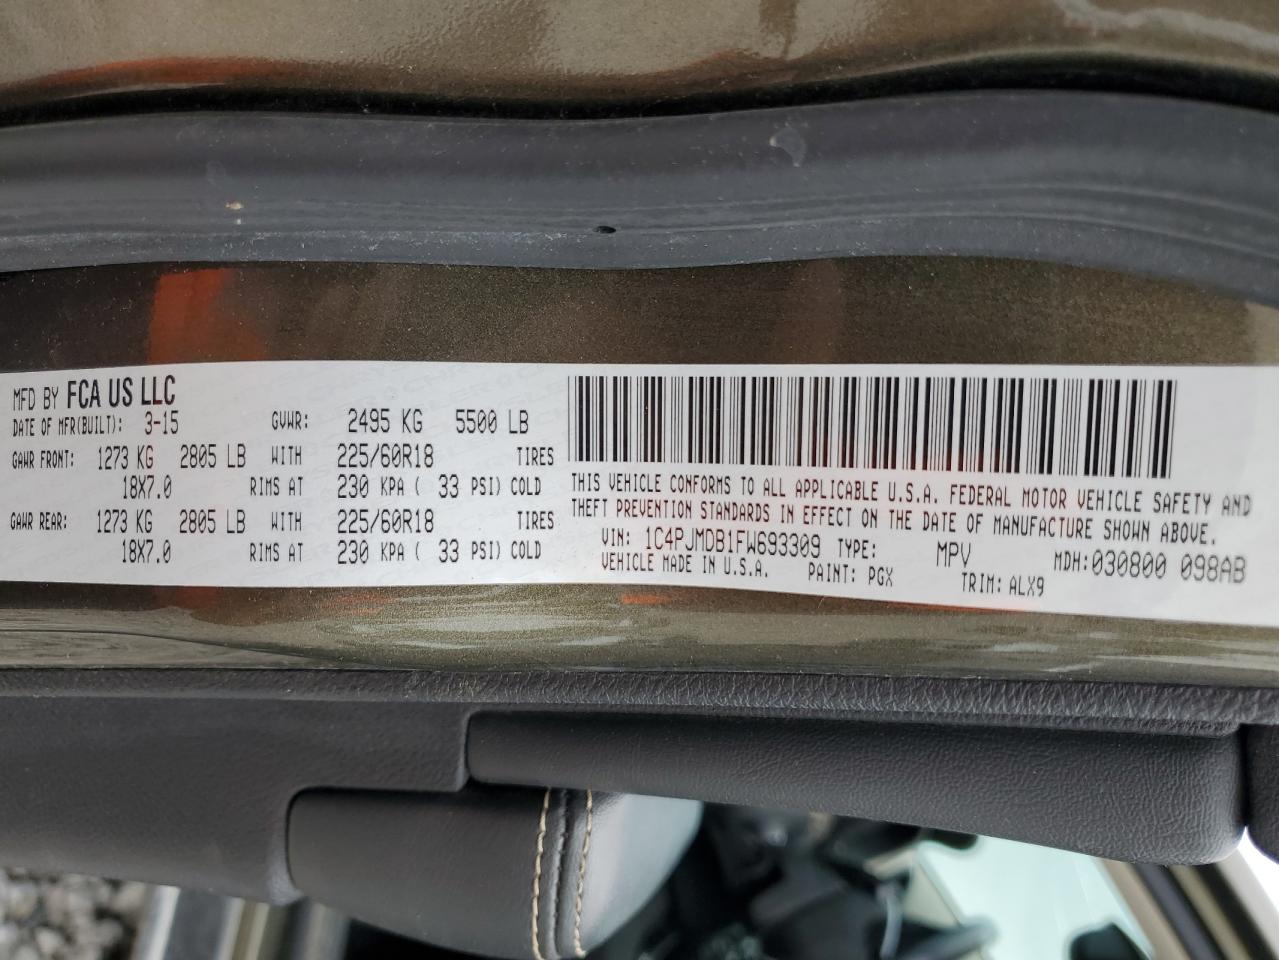 MFD BY FCA US LLC
DATE OF MFR(BUILT): 3-15 GVWR: 2495 KG 5500 LB
GAWR FRONT: 1273 KG 2805 LB WITH 225/60R18 TIRES
18X7.0 RIMS AT 230 KPA ( 33 PSI) COLD
GAWR REAR: 1273 KG 2805 LB WITH 225/60R18 TIRES
18X7.0 RIMS AT 230 KPA ( 33 PSI) COLD
THIS VEHICLE CONFORMS TO ALL APPLICABLE U.S.A. FEDERAL MOTOR VEHICLE SAFETY AND
THEFT PREVENTION STANDARDS IN EFFECT ON THE DATE OF MANUFACTURE SHOWN ABOVE.
VIN: 1C4PJMDB1FW693309 TYPE: MPV MDH: 030800 098AB
VEHICLE MADE IN U.S.A. PAINT: PGX TRIM: ALX9